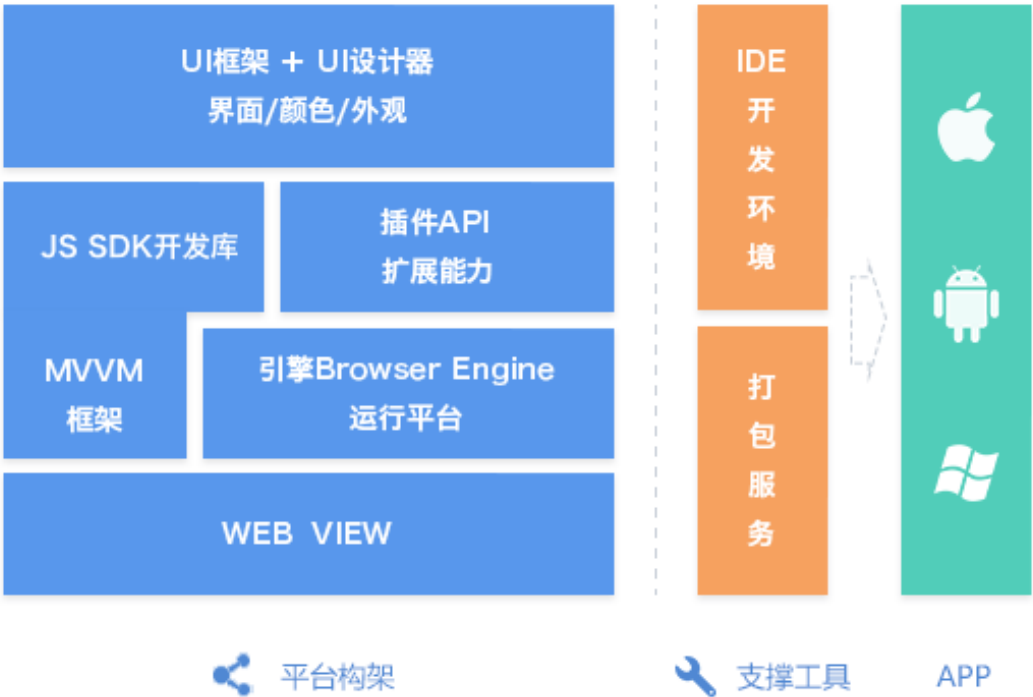 UI框架 + UI设计器
界面/颜色/外观
JS SDK开发库
插件API
扩展能力
MVVM
框架
引擎Browser Engine
运行平台
WEB VIEW
平台构架
IDE
开
发
环
境
打
包
服
务
支撑工具
APP